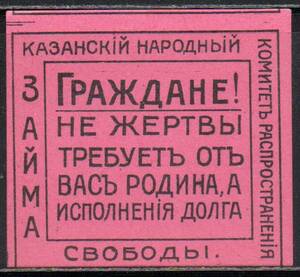 КАЗАНСКІЙ НАРОДНЫЙ
КОМИТЕТЪ РАСПРОСТРАНЕНІЯ
ЗАЙМА
СВОБОДЫ.
ГРАЖДАНЕ!
НЕ ЖЕРТВЫ
ТРЕБУЕТЪ ОТЪ
ВАСЪ РОДИНА, А
ИСПОЛНЕНІЯ ДОЛГА